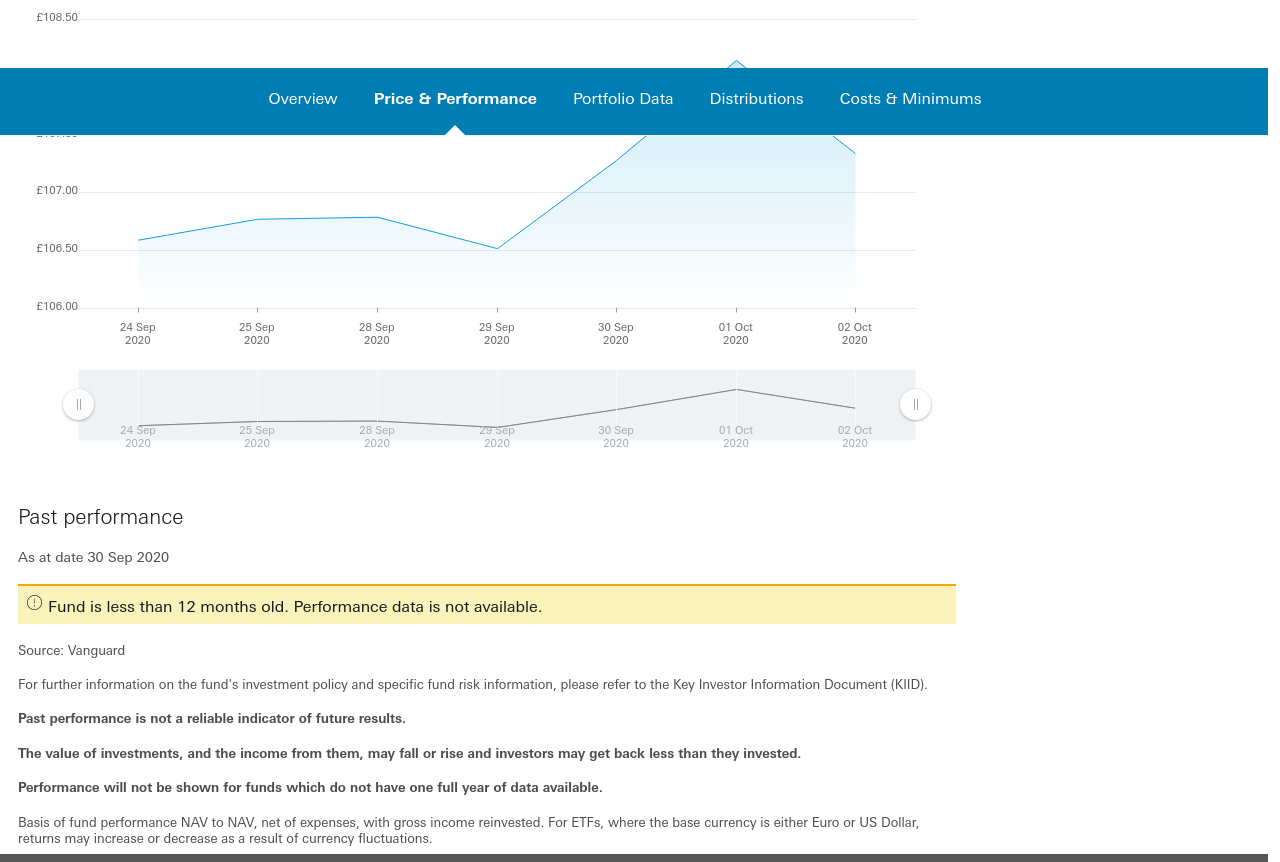 £108.50
Overview Price & Performance Portfolio Data Distributions Costs & Minimums
£107.00
£106.50
£106.00
24 Sep 25 Sep 28 Sep 29 Sep 30 Sep 01 Oct 02 Oct
2020 2020 2020 2020 2020 2020 2020
24 Sep 25 Sep 28 Sep 29 Sep 30 Sep 01 Oct 02 Oct
2020 2020 2020 2020 2020 2020 2020
Past performance
As at date 30 Sep 2020
Fund is less than 12 months old. Performance data is not available.
Source: Vanguard
For further information on the fund's investment policy and specific fund risk information, please refer to the Key Investor Information Document (KIID).
Past performance is not a reliable indicator of future results.
The value of investments, and the income from them, may fall or rise and investors may get back less than they invested.
Performance will not be shown for funds which do not have one full year of data available.
Basis of fund performance NAV to NAV, net of expenses, with gross income reinvested. For ETFs, where the base currency is either Euro or US Dollar,
returns may increase or decrease as a result of currency fluctuations.